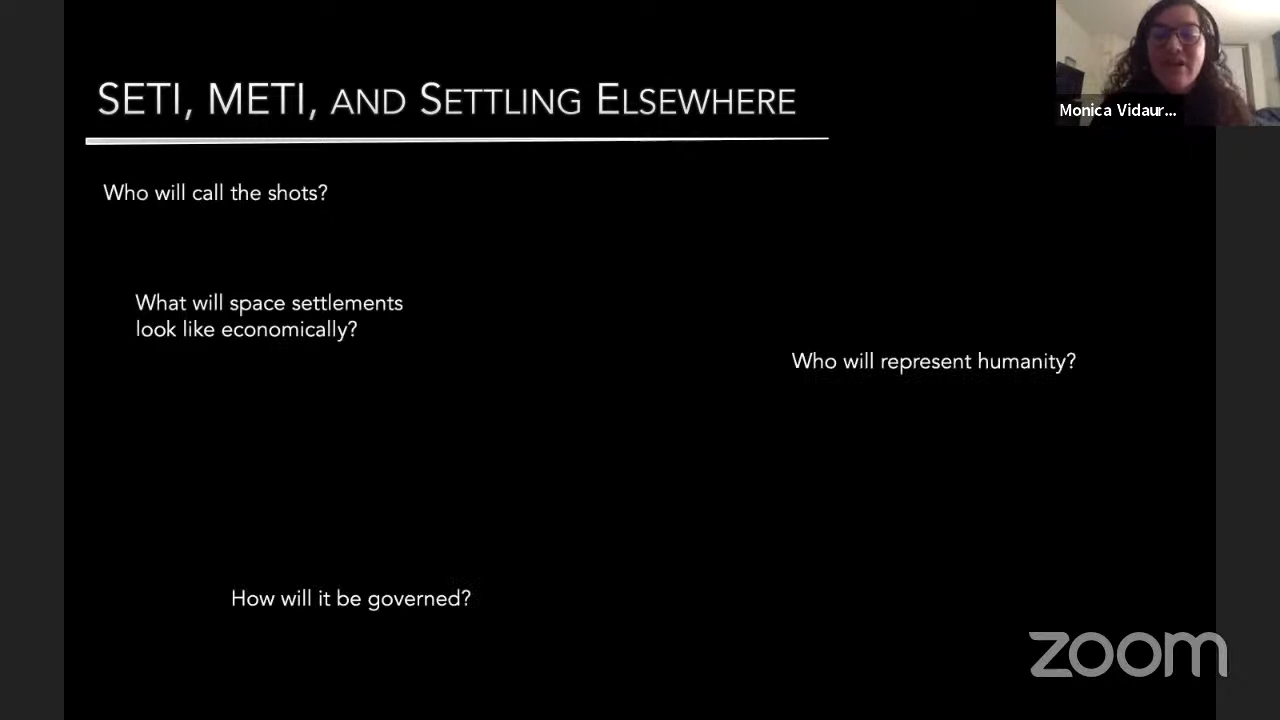 SETI, METI, AND SETTLING ELSEWHERE
Monica Vidaur...
Who will call the shots?
What will space settlements
look like economically?
Who will represent humanity?
How will it be governed?
zoom